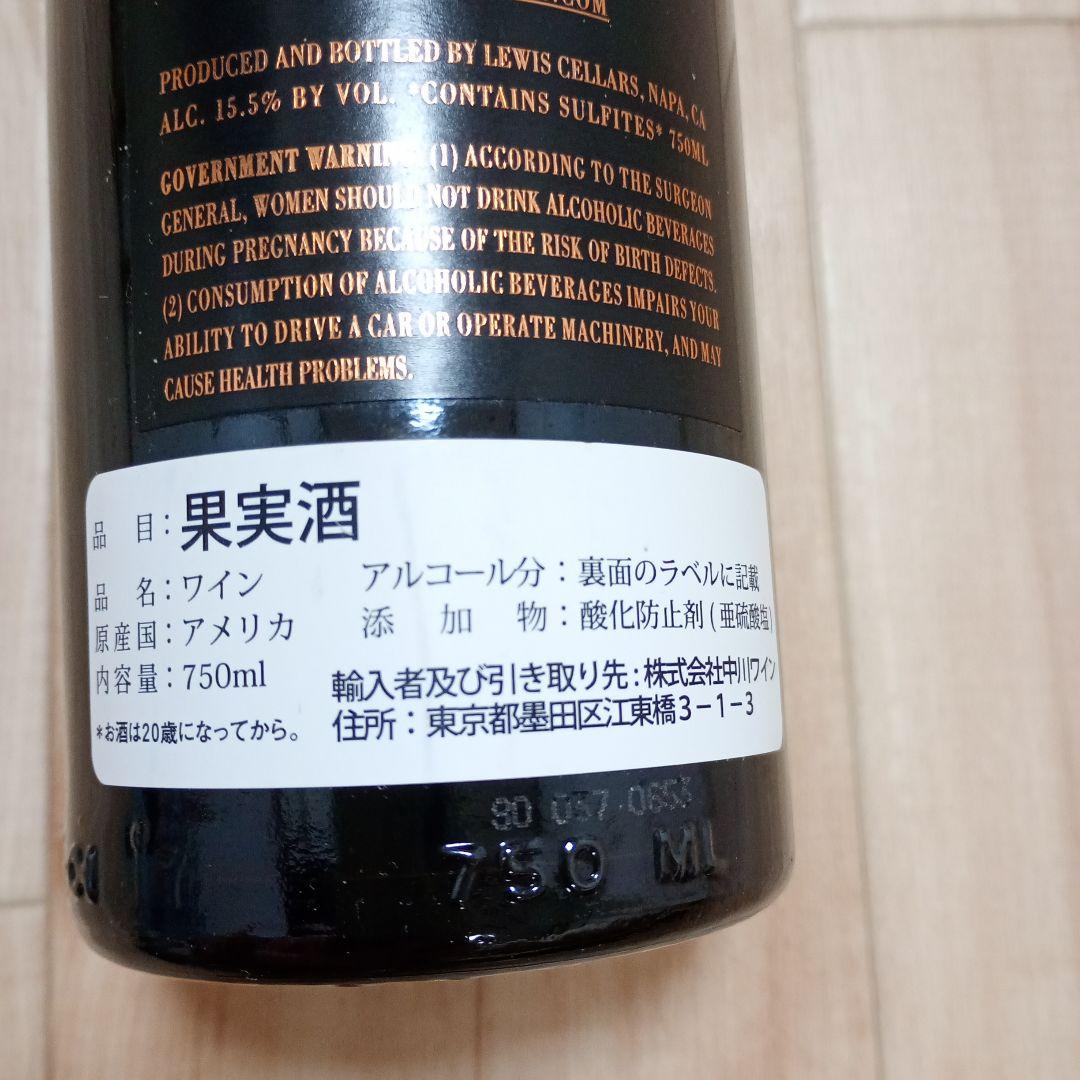 COM
PRODUCED AND BOTTLED BY LEWIS CELLARS, NAPA, CA
ALC. 15.5% BY VOL. *CONTAINS SULFITES* 750ML
GOVERNMENT WARNING: (1) ACCORDING TO THE SURGEON
GENERAL, WOMEN SHOULD NOT DRINK ALCOHOLIC BEVERAGES
DURING PREGNANCY BECAUSE OF THE RISK OF BIRTH DEFECTS.
(2) CONSUMPTION OF ALCOHOLIC BEVERAGES IMPAIRS YOUR
ABILITY TO DRIVE A CAR OR OPERATE MACHINERY, AND MAY
CAUSE HEALTH PROBLEMS.
品 目:果実酒
品 名:ワイン アルコール分:裏面のラベルに記載
原産国:アメリカ 添 加 物:酸化防止剤(亜硫酸塩)
内容量:750ml 輸入者及び引き取り先:株式会社中川ワイン
*お酒は20歳になってから。 住所:東京都墨田区江東橋3-1-3
750 ML